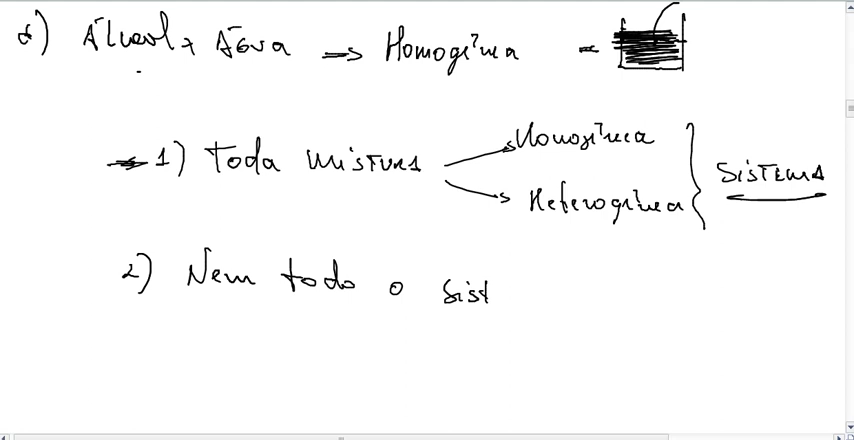 d) Álcool + Água → Homogênea =
→ 1) Toda mistura → Homogênea
→ Heterogênea } SISTEMA
2) Nem todo o sist